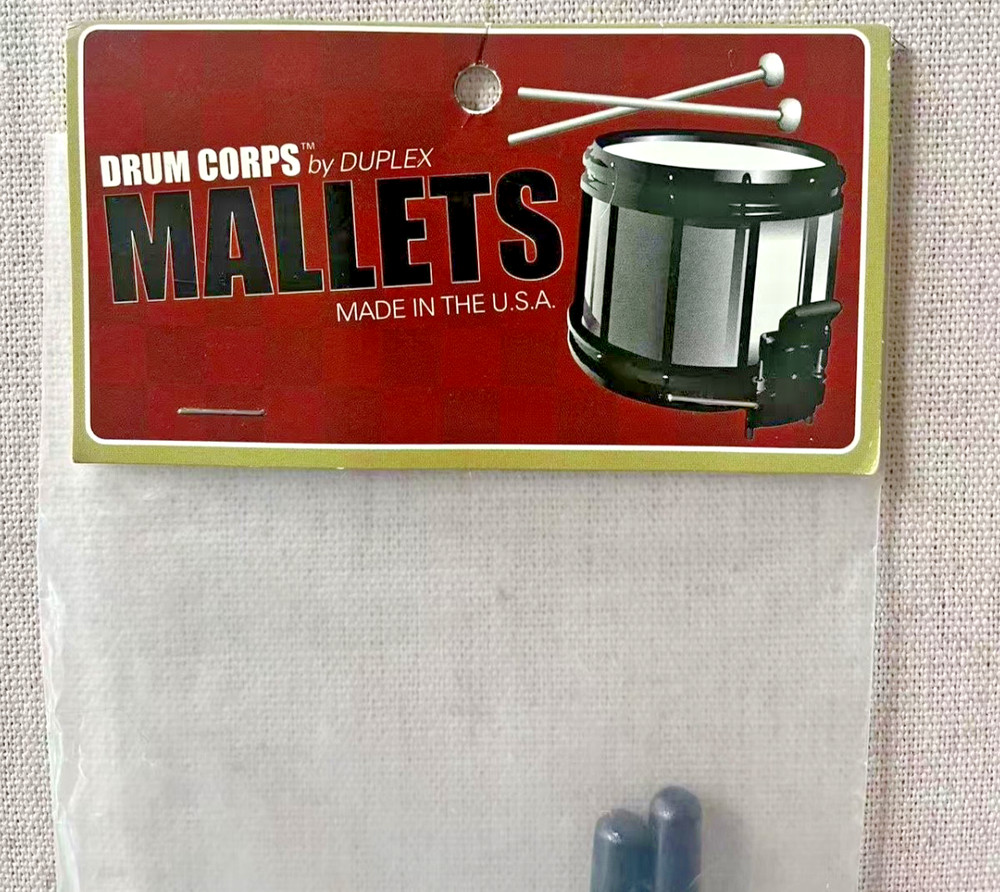 DRUM CORPS™ by DUPLEX
MALLETS
MADE IN THE U.S.A.